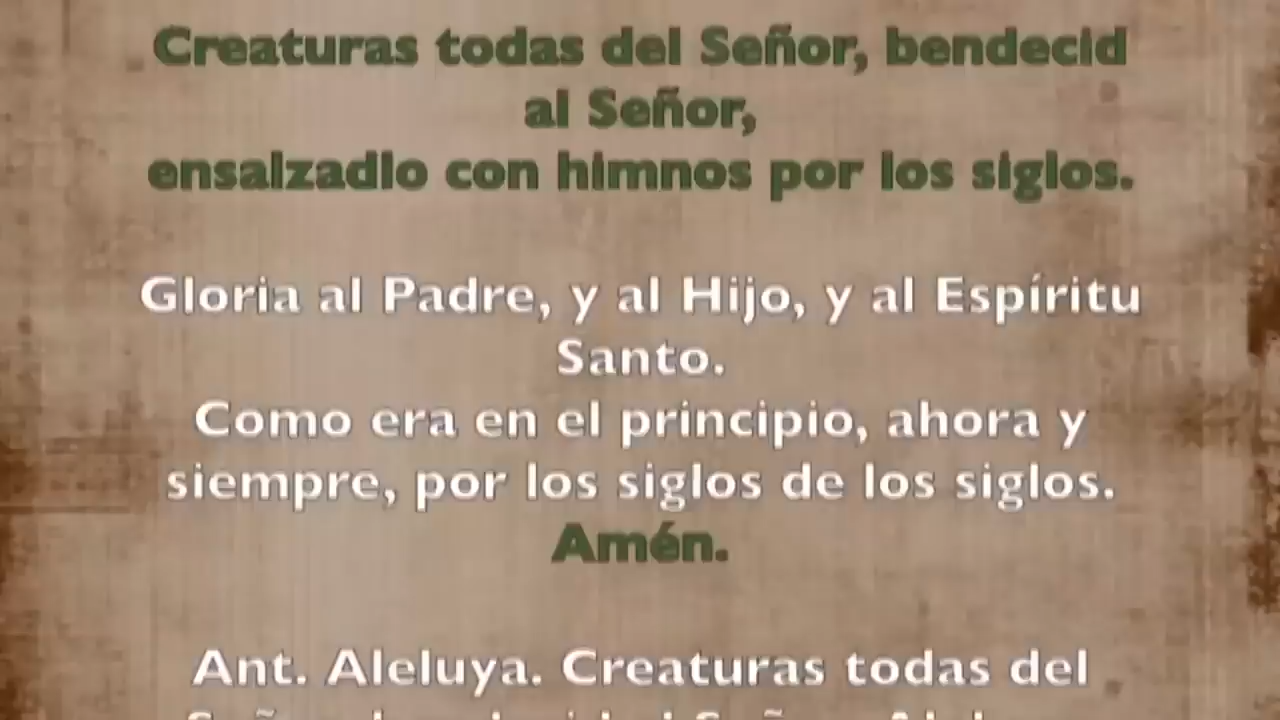 Creaturas todas del Señor, bendecid
al Señor,
ensalzadlo con himnos por los siglos.
Gloria al Padre, y al Hijo, y al Espíritu
Santo.
Como era en el principio, ahora y
siempre, por los siglos de los siglos.
Amén.
Ant. Aleluya. Creaturas todas del